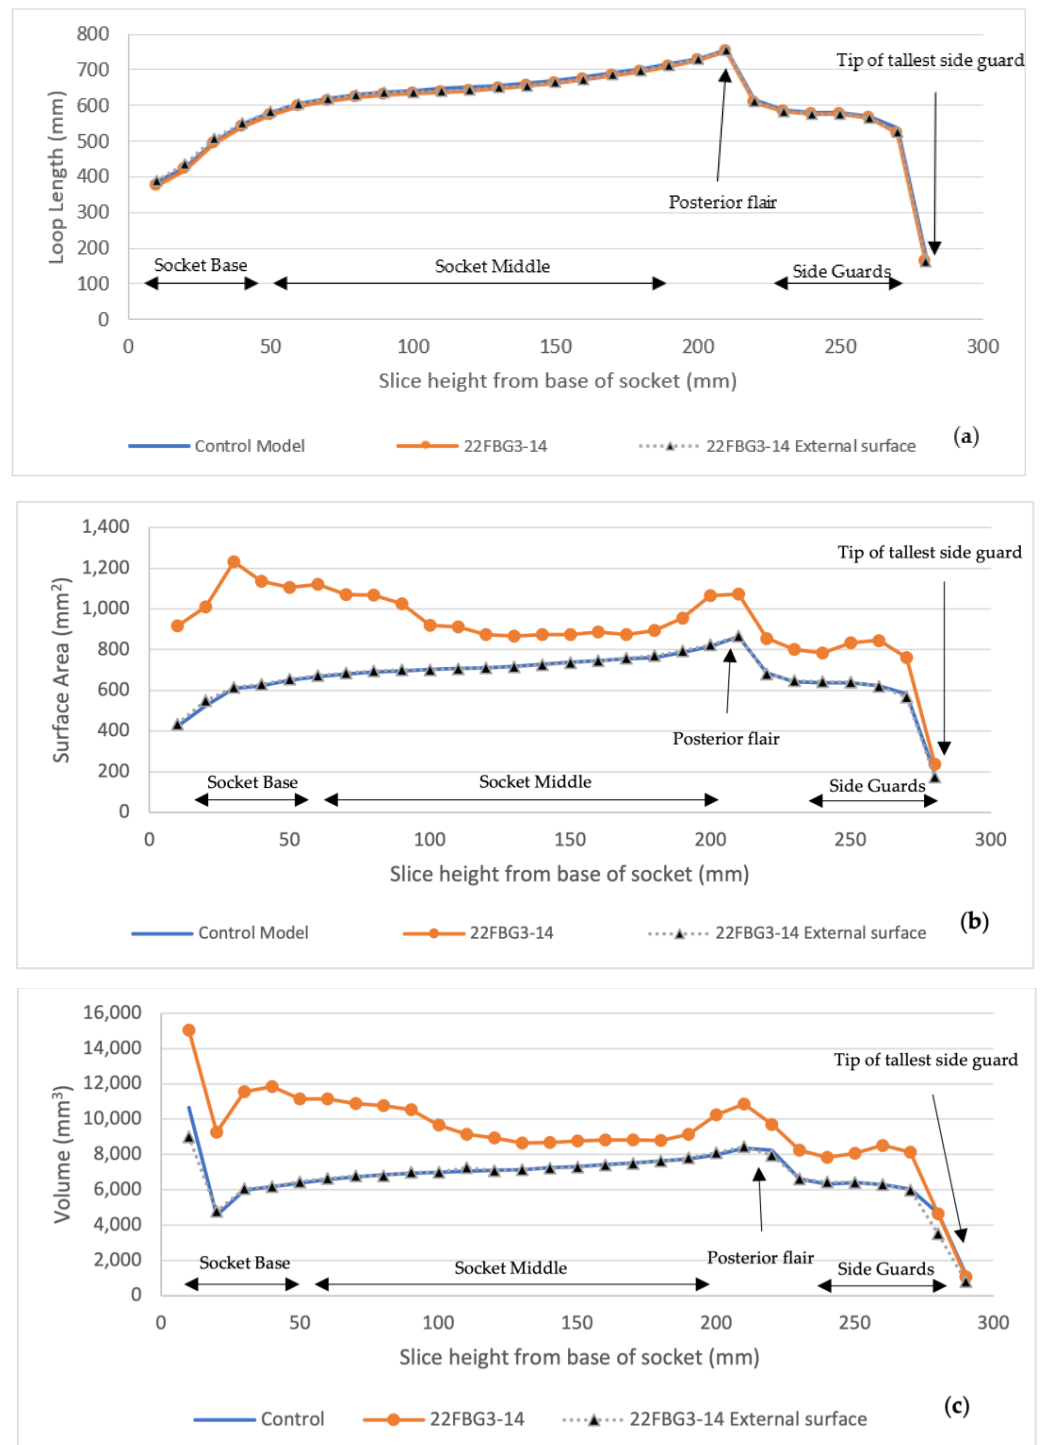 800
700
600
500
400
300
200
100
0
Loop Length (mm)
Tip of tallest side guard
Posterior flair
Socket Base
Socket Middle
Side Guards
0 50 100 150 200 250 300
Slice height from base of socket (mm)
Control Model 22FBG3-14 22FBG3-14 External surface
(a)
1,400
1,200
1,000
800
600
400
200
0
Surface Area (mm²)
Tip of tallest side guard
Posterior flair
Socket Base
Socket Middle
Side Guards
0 50 100 150 200 250 300
Slice height from base of socket (mm)
Control Model 22FBG3-14 22FBG3-14 External surface
(b)
16,000
14,000
12,000
10,000
8,000
6,000
4,000
2,000
0
Volume (mm³)
Tip of tallest side guard
Posterior flair
Socket Base
Socket Middle
Side Guards
0 50 100 150 200 250 300
Slice height from base of socket (mm)
Control 22FBG3-14 22FBG3-14 External surface
(c)